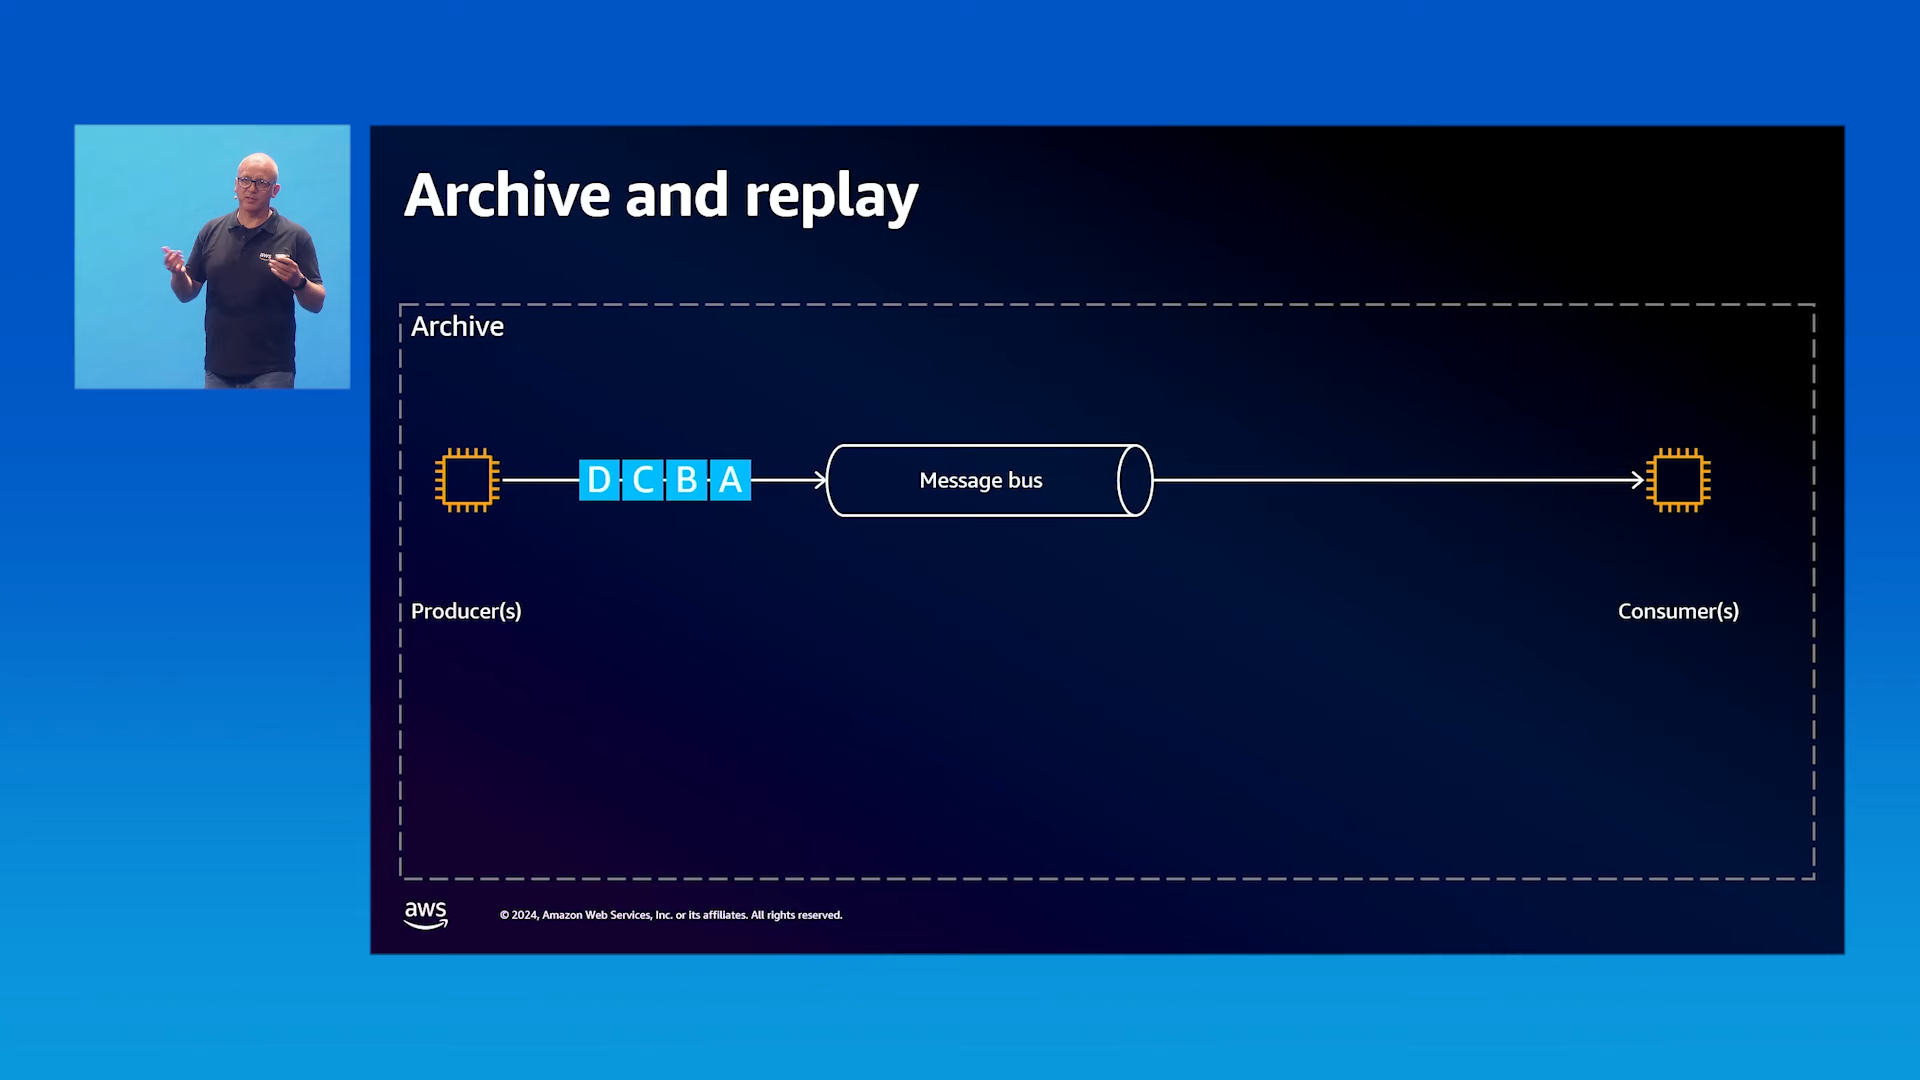 Archive and replay
Archive
D C B A
Message bus
Producer(s)
Consumer(s)
aws
© 2024, Amazon Web Services, Inc. or its affiliates. All rights reserved.
aws